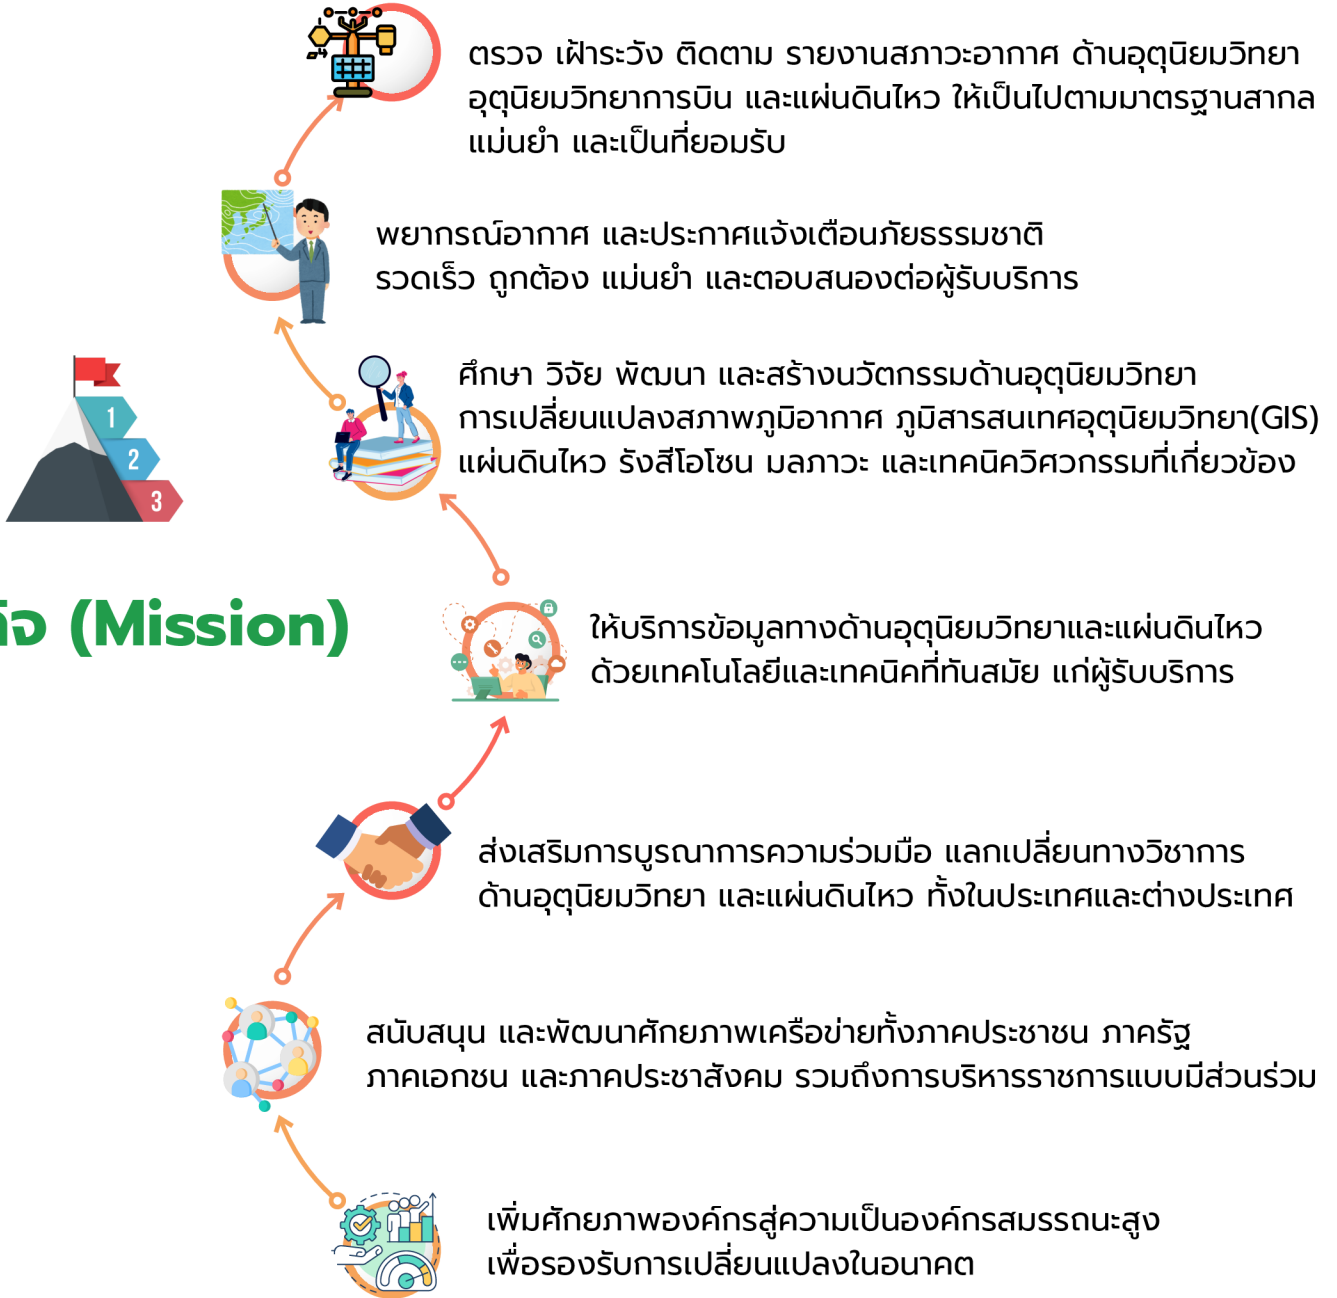 ตรวจ เฝ้าระวัง ติดตาม รายงานสภาวะอากาศ ด้านอุตุนิยมวิทยา
อุตุนิยมวิทยาการบิน และแผ่นดินไหว ให้เป็นไปตามมาตรฐานสากล
แม่นยำ และเป็นที่ยอมรับ
พยากรณ์อากาศ และประกาศแจ้งเตือนภัยธรรมชาติ
รวดเร็ว ถูกต้อง แม่นยำ และตอบสนองต่อผู้รับบริการ
ศึกษา วิจัย พัฒนา และสร้างนวัตกรรมด้านอุตุนิยมวิทยา
การเปลี่ยนแปลงสภาพภูมิอากาศ ภูมิสารสนเทศอุตุนิยมวิทยา(GIS)
แผ่นดินไหว รังสีโอโซน มลภาวะ และเทคนิควิศวกรรมที่เกี่ยวข้อง
1
2
3
(Mission)
ให้บริการข้อมูลทางด้านอุตุนิยมวิทยาและแผ่นดินไหว
ด้วยเทคโนโลยีและเทคนิคที่ทันสมัย แก่ผู้รับบริการ
ส่งเสริมการบูรณาการความร่วมมือ แลกเปลี่ยนทางวิชาการ
ด้านอุตุนิยมวิทยา และแผ่นดินไหว ทั้งในประเทศและต่างประเทศ
สนับสนุน และพัฒนาศักยภาพเครือข่ายทั้งภาคประชาชน ภาครัฐ
ภาคเอกชน และภาคประชาสังคม รวมถึงการบริหารราชการแบบมีส่วนร่วม
เพิ่มศักยภาพองค์กรสู่ความเป็นองค์กรสมรรถนะสูง
เพื่อรองรับการเปลี่ยนแปลงในอนาคต